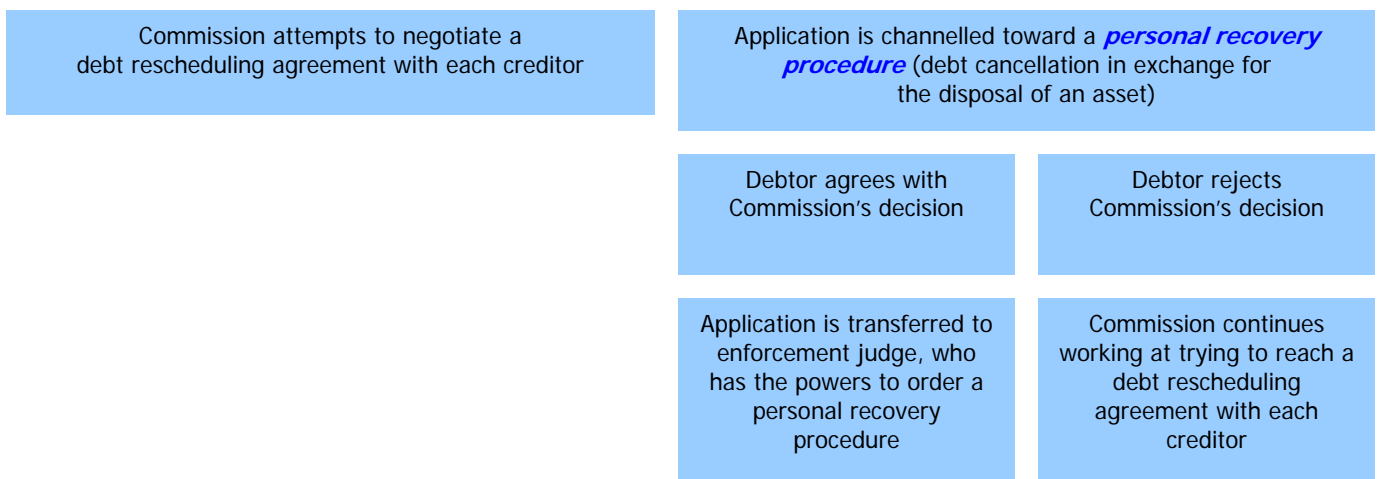 Commission attempts to negotiate a
debt rescheduling agreement with each creditor
Application is channelled toward a personal recovery
procedure (debt cancellation in exchange for
the disposal of an asset)
Debtor agrees with
Commission's decision
Debtor rejects
Commission's decision
Application is transferred to
enforcement judge, who
has the powers to order a
personal recovery
procedure
Commission continues
working at trying to reach a
debt rescheduling
agreement with each
creditor